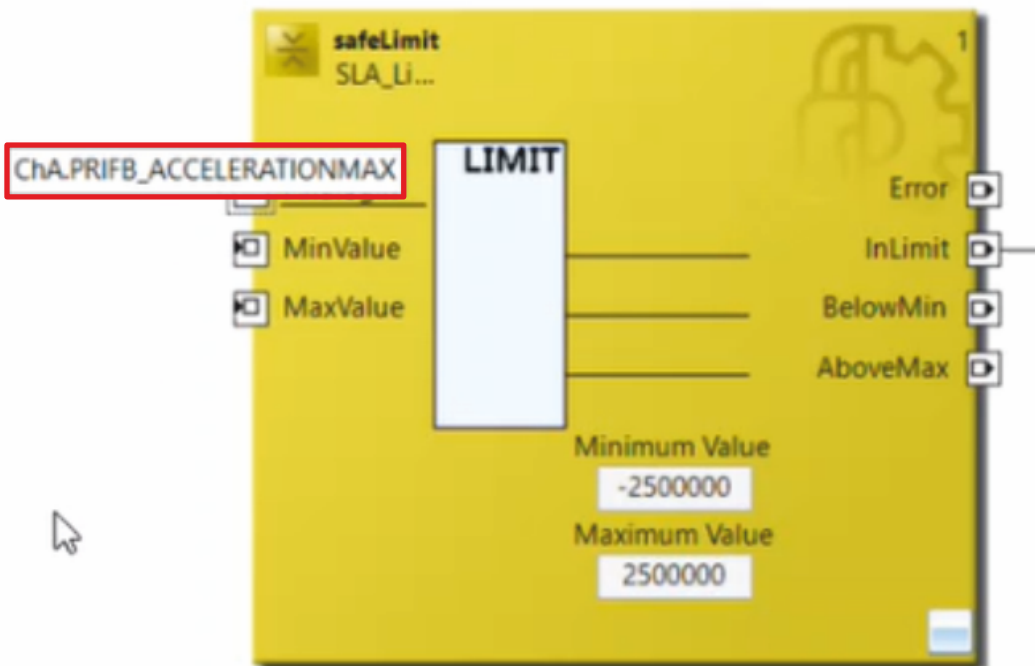 safeLimit
SLA_Li...
1
ChA.PRIFB_ACCELERATIONMAX
LIMIT
Error
MinValue
InLimit
MaxValue
BelowMin
AboveMax
Minimum Value
-2500000
Maximum Value
2500000